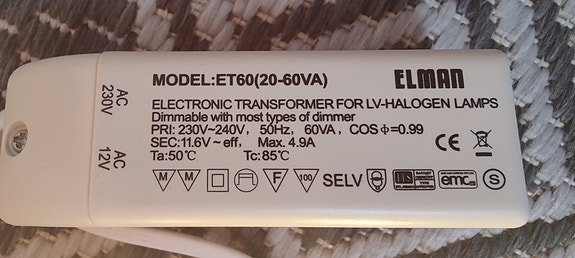 MODEL:ET60(20-60VA) ELMAN
AC 230V
AC 12V
ELECTRONIC TRANSFORMER FOR LV-HALOGEN LAMPS
Dimmable with most types of dimmer
PRI: 230V~240V, 50Hz, 60VA, COSφ=0.99
SEC:11.6V~eff, Max. 4.9A
Ta:50℃ Tc:85℃
CE
M M F 100 SELV emc S